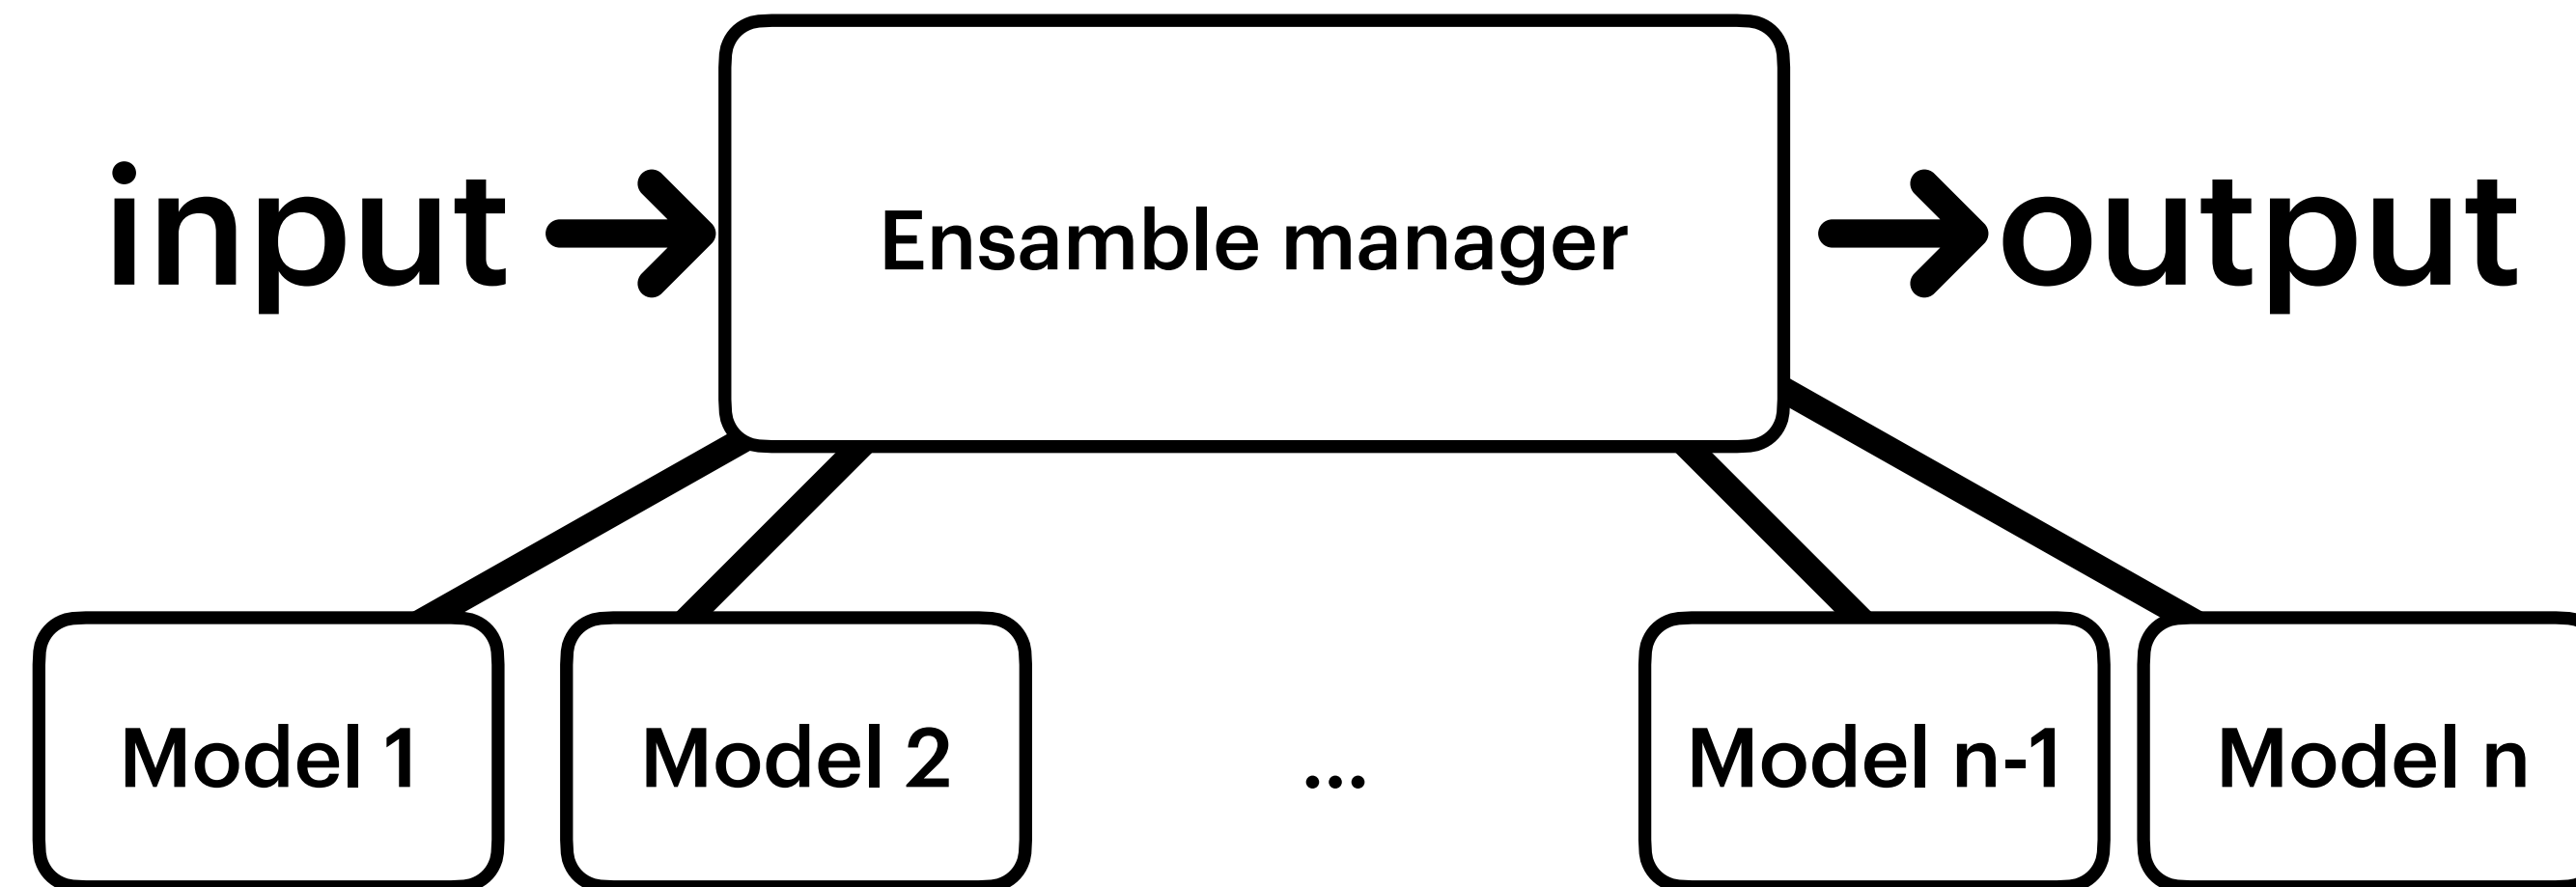 input
Ensamble manager
output
Model 1
Model 2
...
Model n-1
Model n